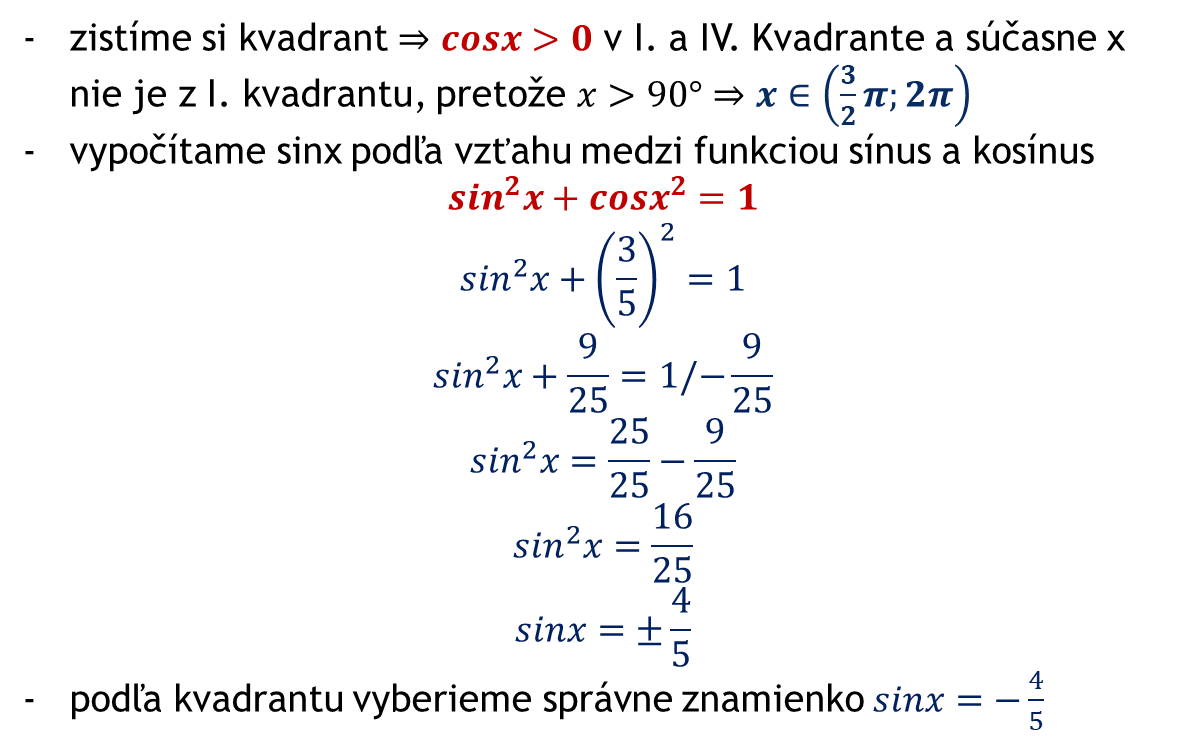 - zistíme si kvadrant ⇒ cosx > 0 v I. a IV. Kvadrante a súčasne x
nie je z I. kvadrantu, pretože x > 90° ⇒ x ∈ (3/2 π; 2π)
- vypočítame sinx podľa vzťahu medzi funkciou sínus a kosínus
sin²x + cosx² = 1
sin²x + (3/5)² = 1
sin²x + 9/25 = 1/− 9/25
sin²x = 25/25 − 9/25
sin²x = 16/25
sinx = ± 4/5
- podľa kvadrantu vyberieme správne znamienko sinx = − 4/5